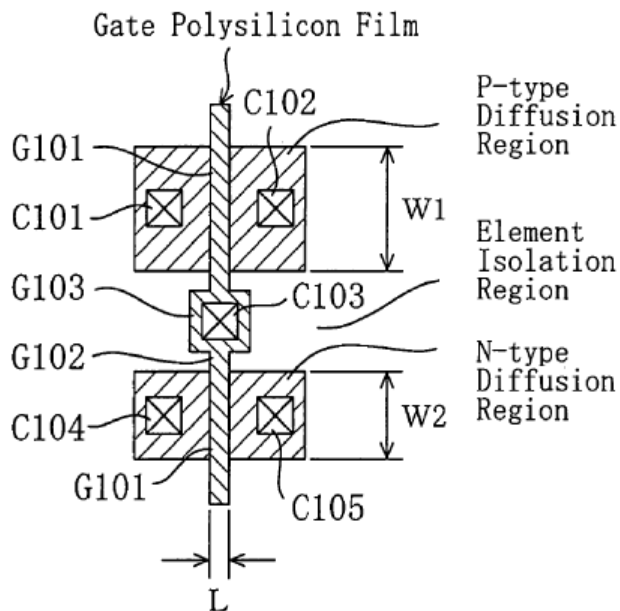 Gate Polysilicon Film
C102
P-type
Diffusion
Region
G101
C101
W1
Element
Isolation
Region
G103
C103
G102
N-type
Diffusion
Region
C104
W2
G101
C105
L